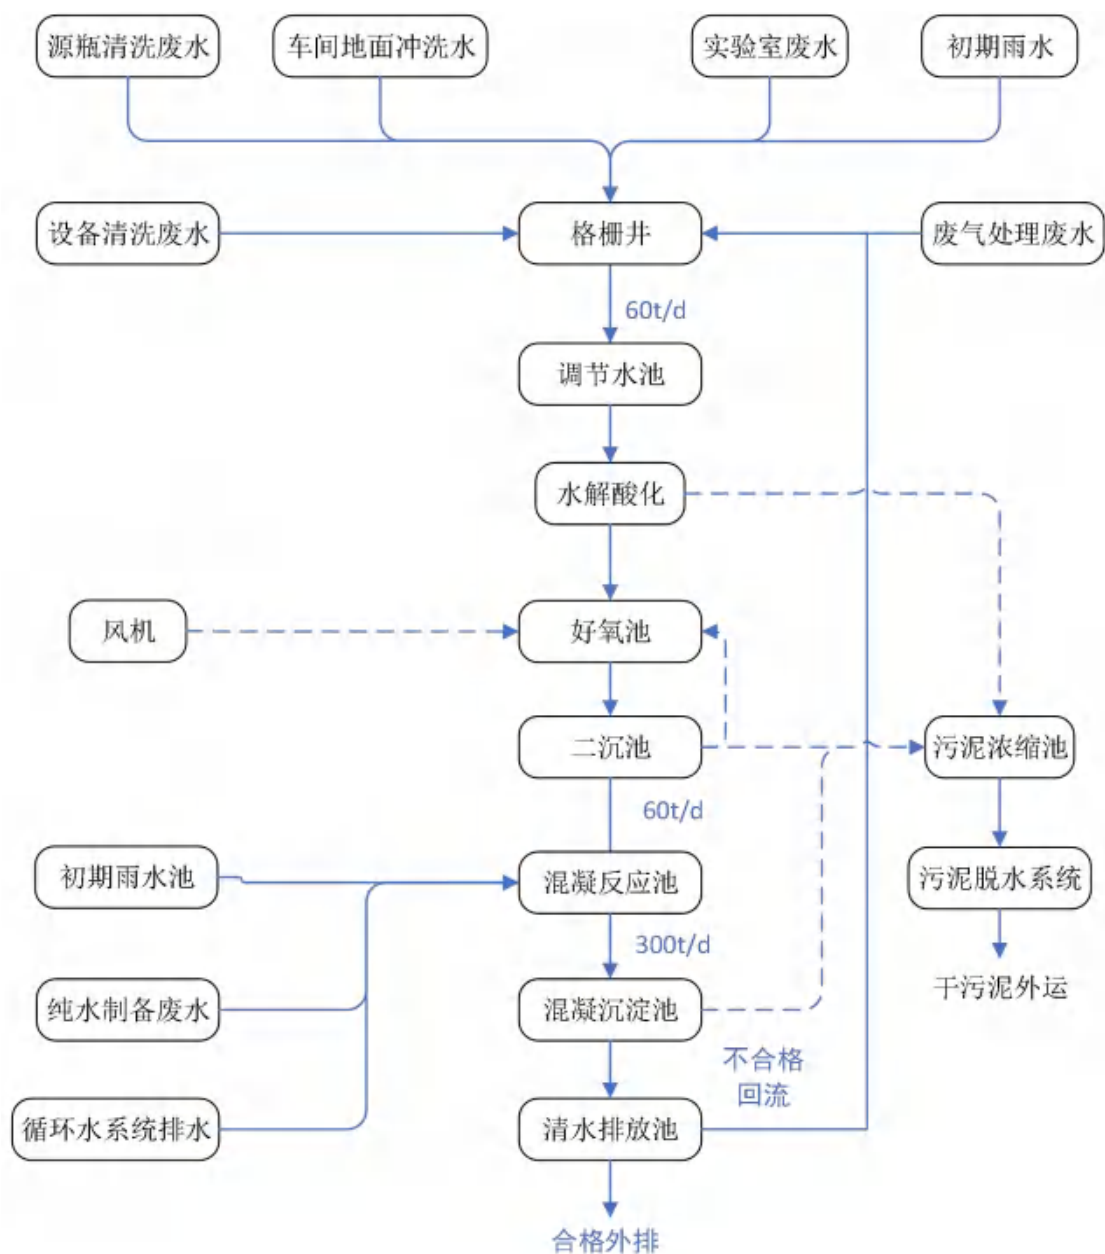 源瓶清洗废水
车间地面冲洗水
实验室废水
初期雨水
设备清洗废水
格栅井
废气处理废水
60t/d
调节水池
水解酸化
风机
好氧池
二沉池
污泥浓缩池
60t/d
初期雨水池
混凝反应池
污泥脱水系统
300t/d
纯水制备废水
混凝沉淀池
干污泥外运
不合格
回流
循环水系统排水
清水排放池
合格外排